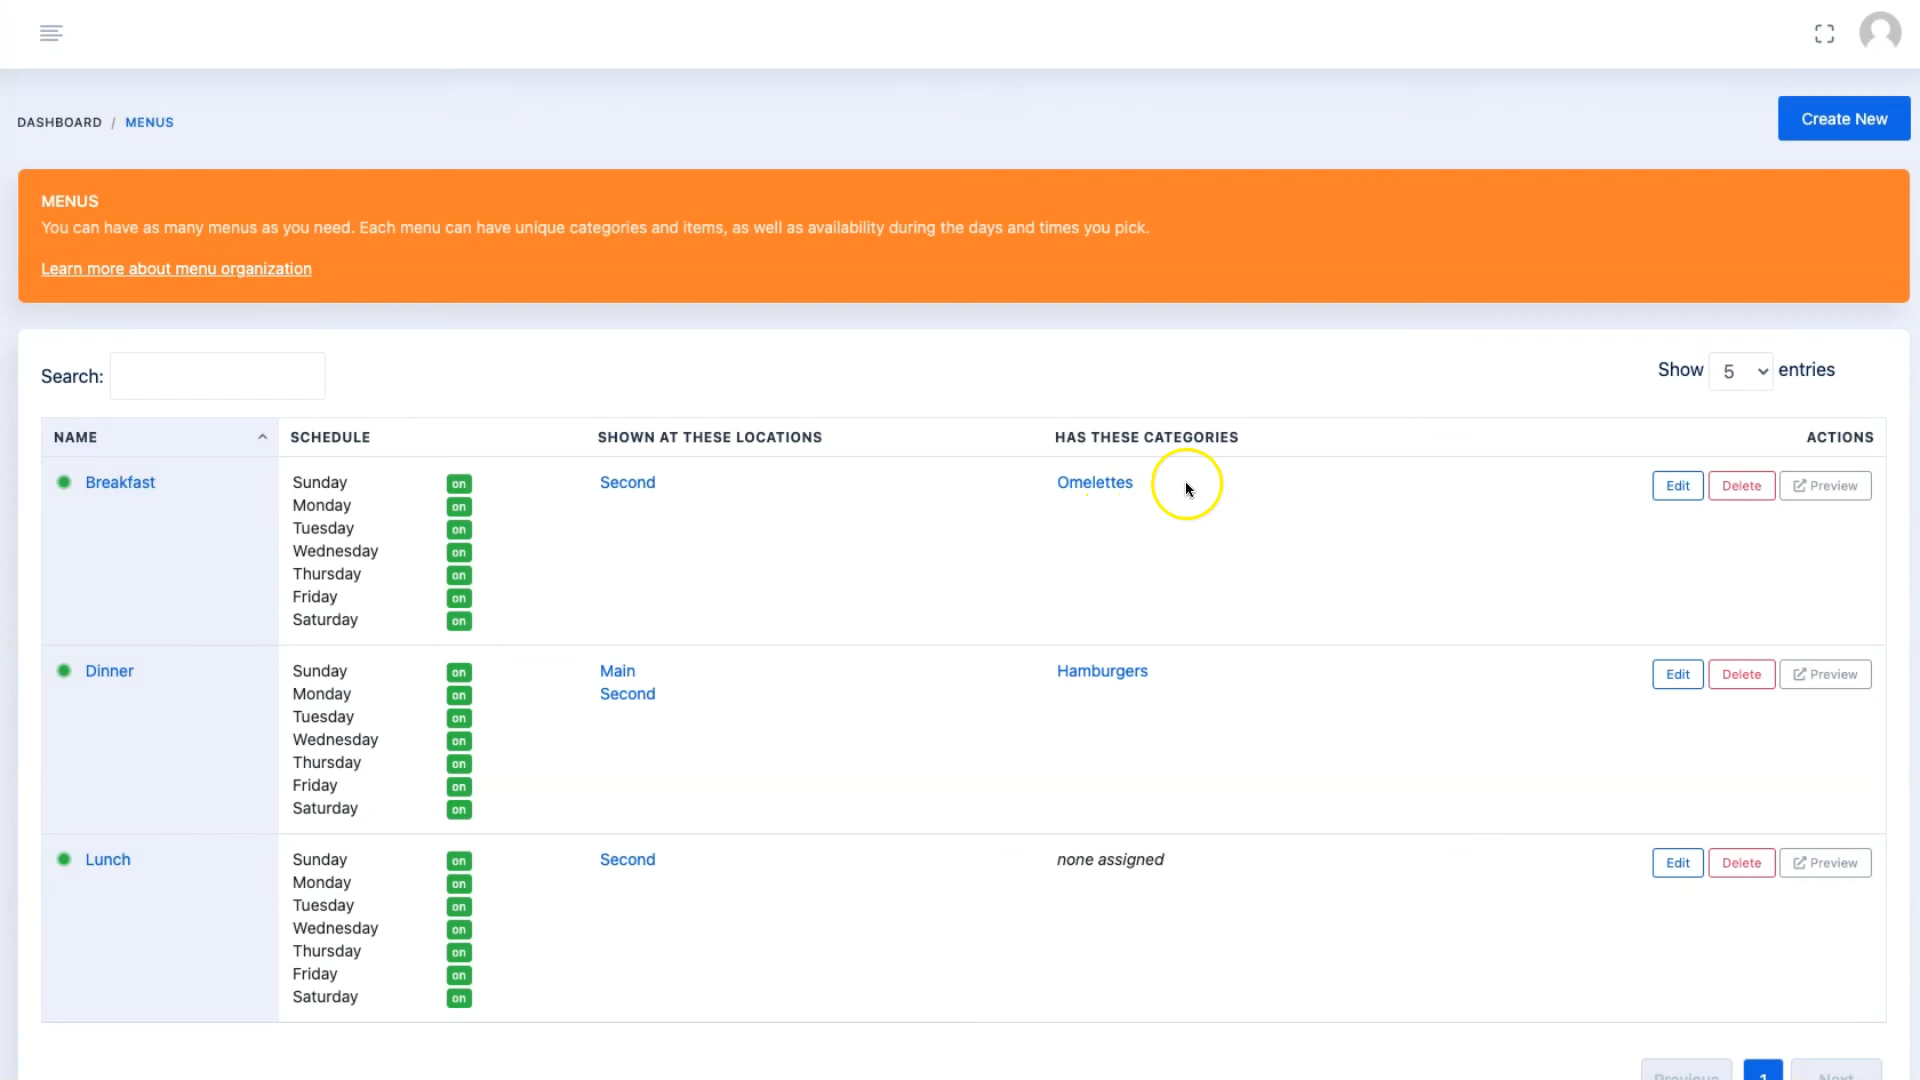 DASHBOARD / MENUS
Create New
MENUS
You can have as many menus as you need. Each menu can have unique categories and items, as well as availability during the days and times you pick.
Learn more about menu organization
Search:
Show 5 entries
NAME SCHEDULE SHOWN AT THESE LOCATIONS HAS THESE CATEGORIES ACTIONS
Breakfast Sunday on Second Omelettes Edit Delete Preview
Monday on
Tuesday on
Wednesday on
Thursday on
Friday on
Saturday on
Dinner Sunday on Main Hamburgers Edit Delete Preview
Monday on Second
Tuesday on
Wednesday on
Thursday on
Friday on
Saturday on
Lunch Sunday on Second none assigned Edit Delete Preview
Monday on
Tuesday on
Wednesday on
Thursday on
Friday on
Saturday on
Previous 1 Next